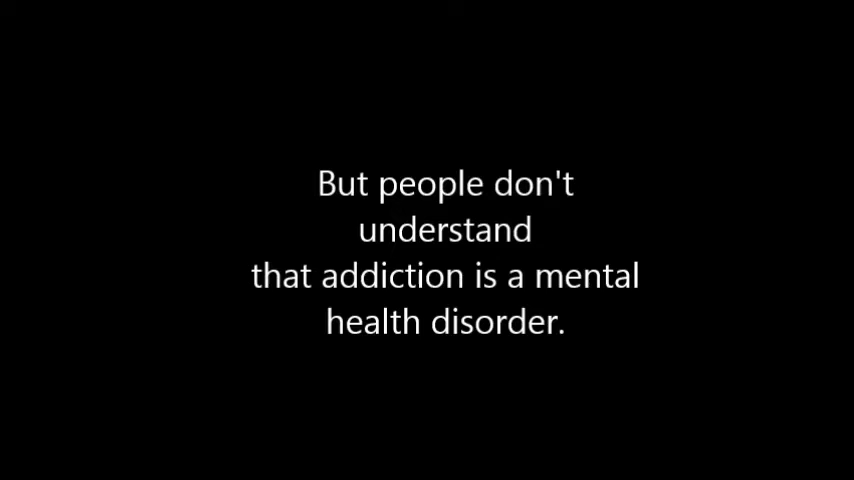 But people don't
understand
that addiction is a mental
health disorder.